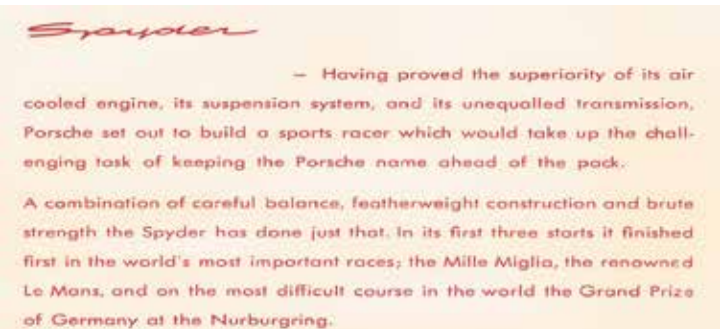 Spyder
– Having proved the superiority of its air
cooled engine, its suspension system, and its unequalled transmission,
Porsche set out to build a sports racer which would take up the chall-
enging task of keeping the Porsche name ahead of the pack.
A combination of careful balance, featherweight construction and brute
strength the Spyder has done just that. In its first three starts it finished
first in the world's most important races; the Mille Miglia, the renowned
Le Mans, and on the most difficult course in the world the Grand Prize
of Germany at the Nurburgring.